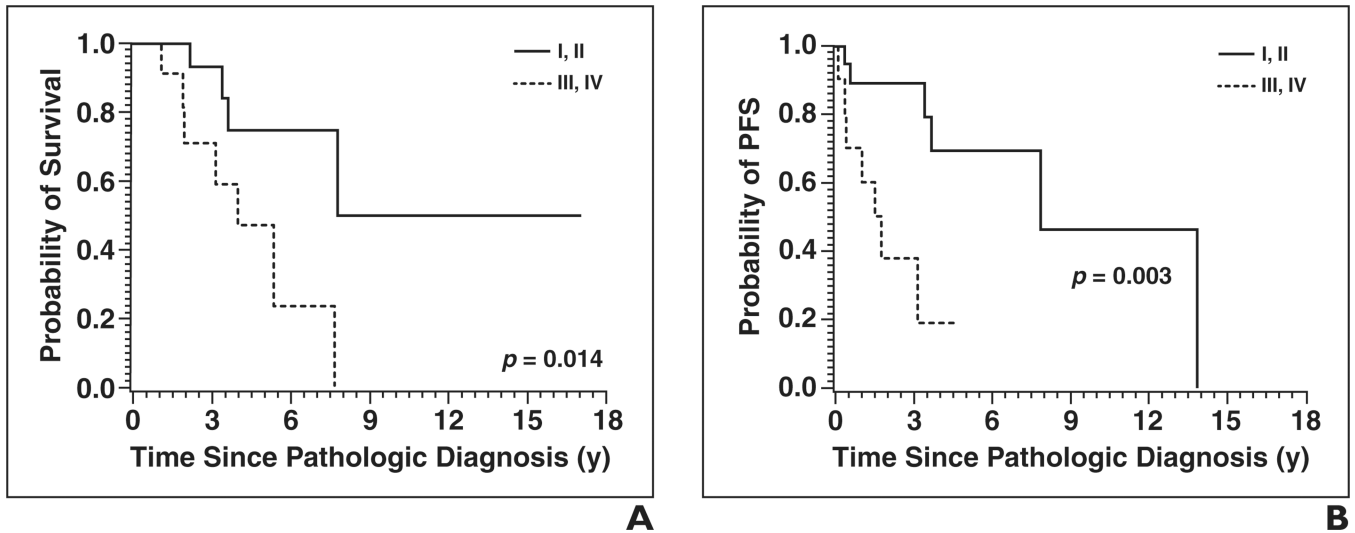 1.0
0.8
0.6
0.4
0.2
0.0
Probability of Survival
I, II
III, IV
p = 0.014
0 3 6 9 12 15 18
Time Since Pathologic Diagnosis (y)
A
1.0
0.8
0.6
0.4
0.2
0.0
Probability of PFS
I, II
III, IV
p = 0.003
0 3 6 9 12 15 18
Time Since Pathologic Diagnosis (y)
B